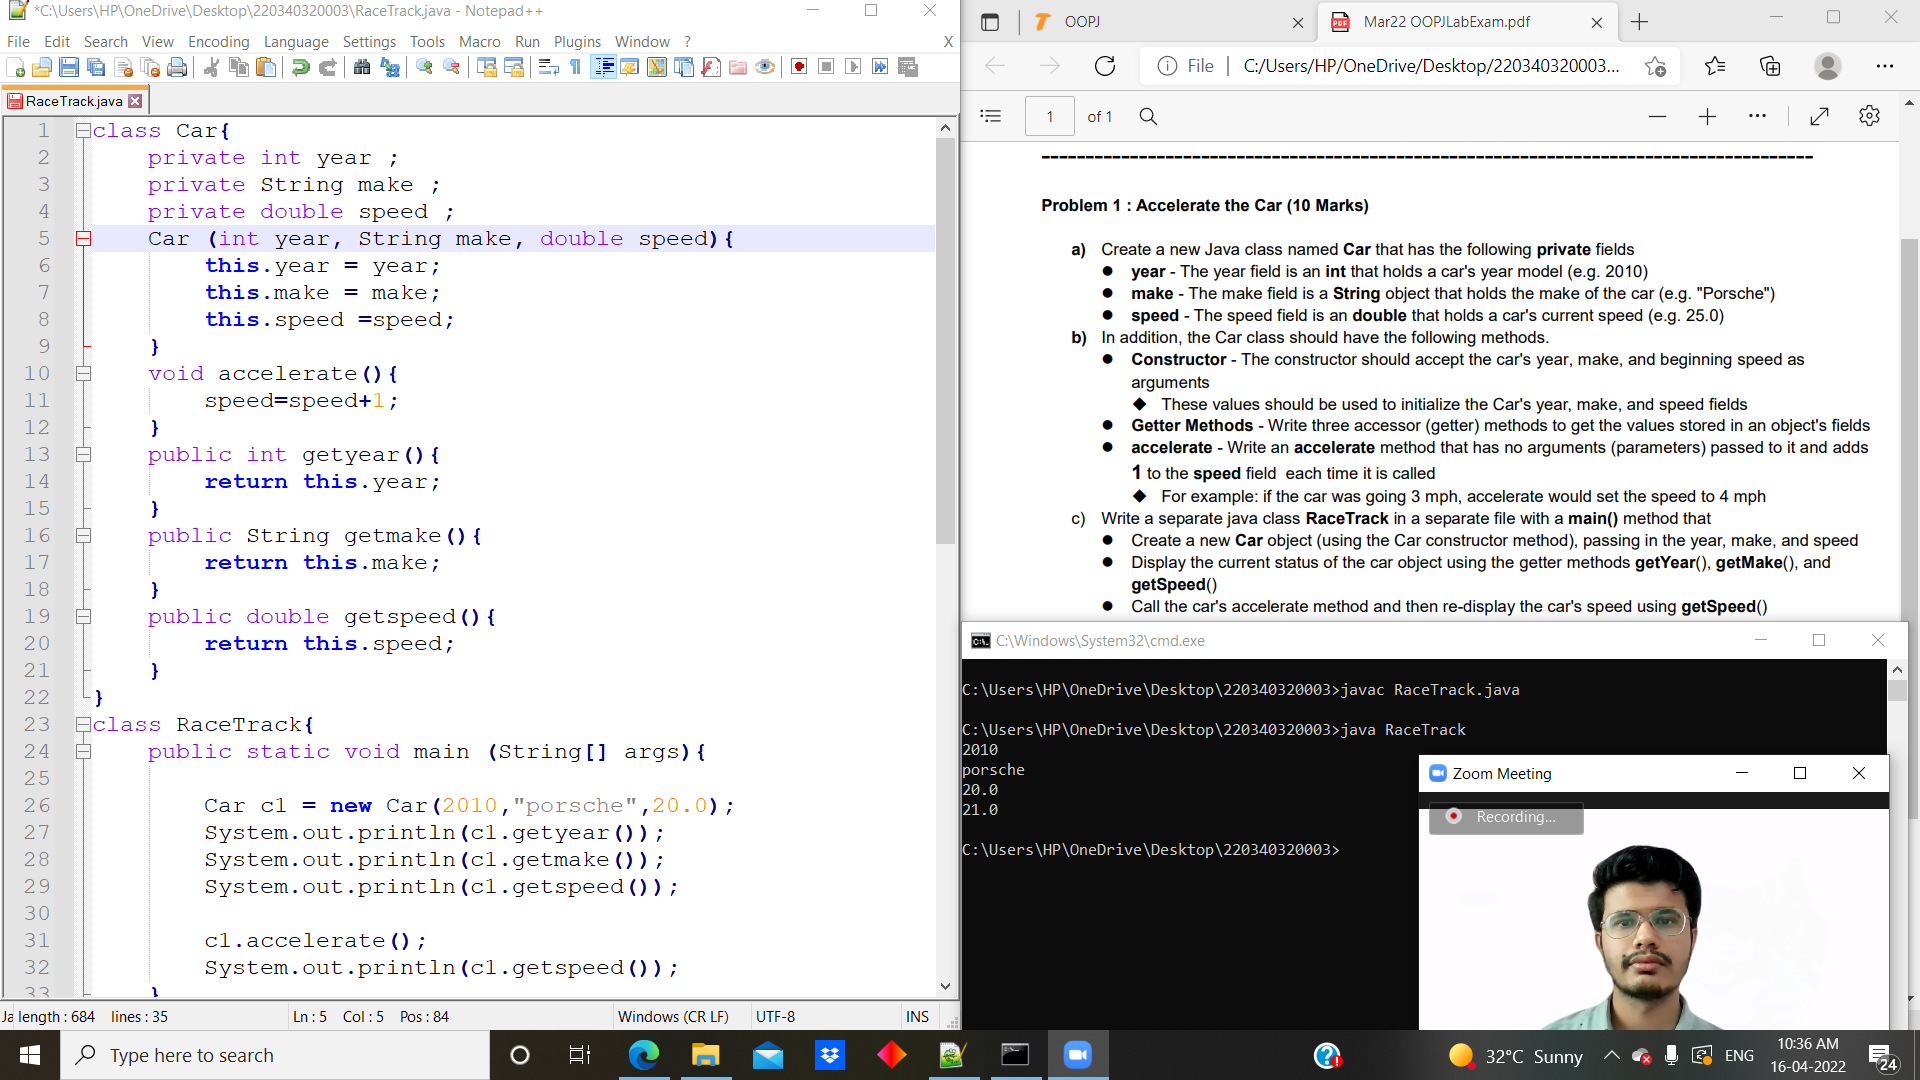 *C:\Users\HP\OneDrive\Desktop\220340320003\RaceTrack.java - Notepad++
File Edit Search View Encoding Language Settings Tools Macro Run Plugins Window ? X
RaceTrack.java
1 class Car{
2 private int year ;
3 private String make ;
4 private double speed ;
5 Car (int year, String make, double speed){
6 this.year = year;
7 this.make = make;
8 this.speed =speed;
9 }
10 void accelerate(){
11 speed=speed+1;
12 }
13 public int getyear(){
14 return this.year;
15 }
16 public String getmake(){
17 return this.make;
18 }
19 public double getspeed(){
20 return this.speed;
21 }
22 }
23 class RaceTrack{
24 public static void main (String[] args){
25
26 Car c1 = new Car(2010,"porsche",20.0);
27 System.out.println(c1.getyear());
28 System.out.println(c1.getmake());
29 System.out.println(c1.getspeed());
30
31 c1.accelerate();
32 System.out.println(c1.getspeed());
33 }
Ja length : 684 lines : 35 Ln : 5 Col : 5 Pos : 84 Windows (CR LF) UTF-8 INS
OOPJ
Mar22 OOPJLabExam.pdf
File C:/Users/HP/OneDrive/Desktop/220340320003...
1 of 1
Problem 1 : Accelerate the Car (10 Marks)
a) Create a new Java class named Car that has the following private fields
● year - The year field is an int that holds a car's year model (e.g. 2010)
● make - The make field is a String object that holds the make of the car (e.g. "Porsche")
● speed - The speed field is an double that holds a car's current speed (e.g. 25.0)
b) In addition, the Car class should have the following methods.
● Constructor - The constructor should accept the car's year, make, and beginning speed as
arguments
◆ These values should be used to initialize the Car's year, make, and speed fields
● Getter Methods - Write three accessor (getter) methods to get the values stored in an object's fields
● accelerate - Write an accelerate method that has no arguments (parameters) passed to it and adds
1 to the speed field each time it is called
◆ For example: if the car was going 3 mph, accelerate would set the speed to 4 mph
c) Write a separate java class RaceTrack in a separate file with a main() method that
● Create a new Car object (using the Car constructor method), passing in the year, make, and speed
● Display the current status of the car object using the getter methods getYear(), getMake(), and
getSpeed()
● Call the car's accelerate method and then re-display the car's speed using getSpeed()
C:\Windows\System32\cmd.exe
C:\Users\HP\OneDrive\Desktop\220340320003>javac RaceTrack.java
C:\Users\HP\OneDrive\Desktop\220340320003>java RaceTrack
2010
porsche
20.0
21.0
C:\Users\HP\OneDrive\Desktop\220340320003>
Zoom Meeting
Recording...
Type here to search
32°C Sunny
ENG
10:36 AM
16-04-2022
24